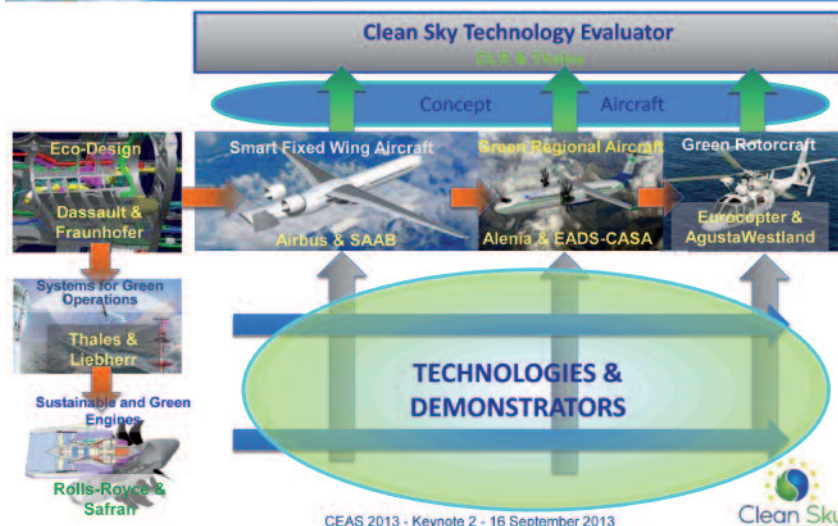 Clean Sky Technology Evaluator
DLR & Thales
Concept Aircraft
Eco-Design
Dassault &
Fraunhofer
Smart Fixed Wing Aircraft
Airbus & SAAB
Green Regional Aircraft
Alenia & EADS-CASA
Green Rotorcraft
Eurocopter &
AgustaWestland
Systems for Green
Operations
Thales &
Liebherr
Sustainable and Green
Engines
Rolls-Royce &
Safran
TECHNOLOGIES &
DEMONSTRATORS
CEAS 2013 - Keynote 2 - 16 September 2013
Clean Sky